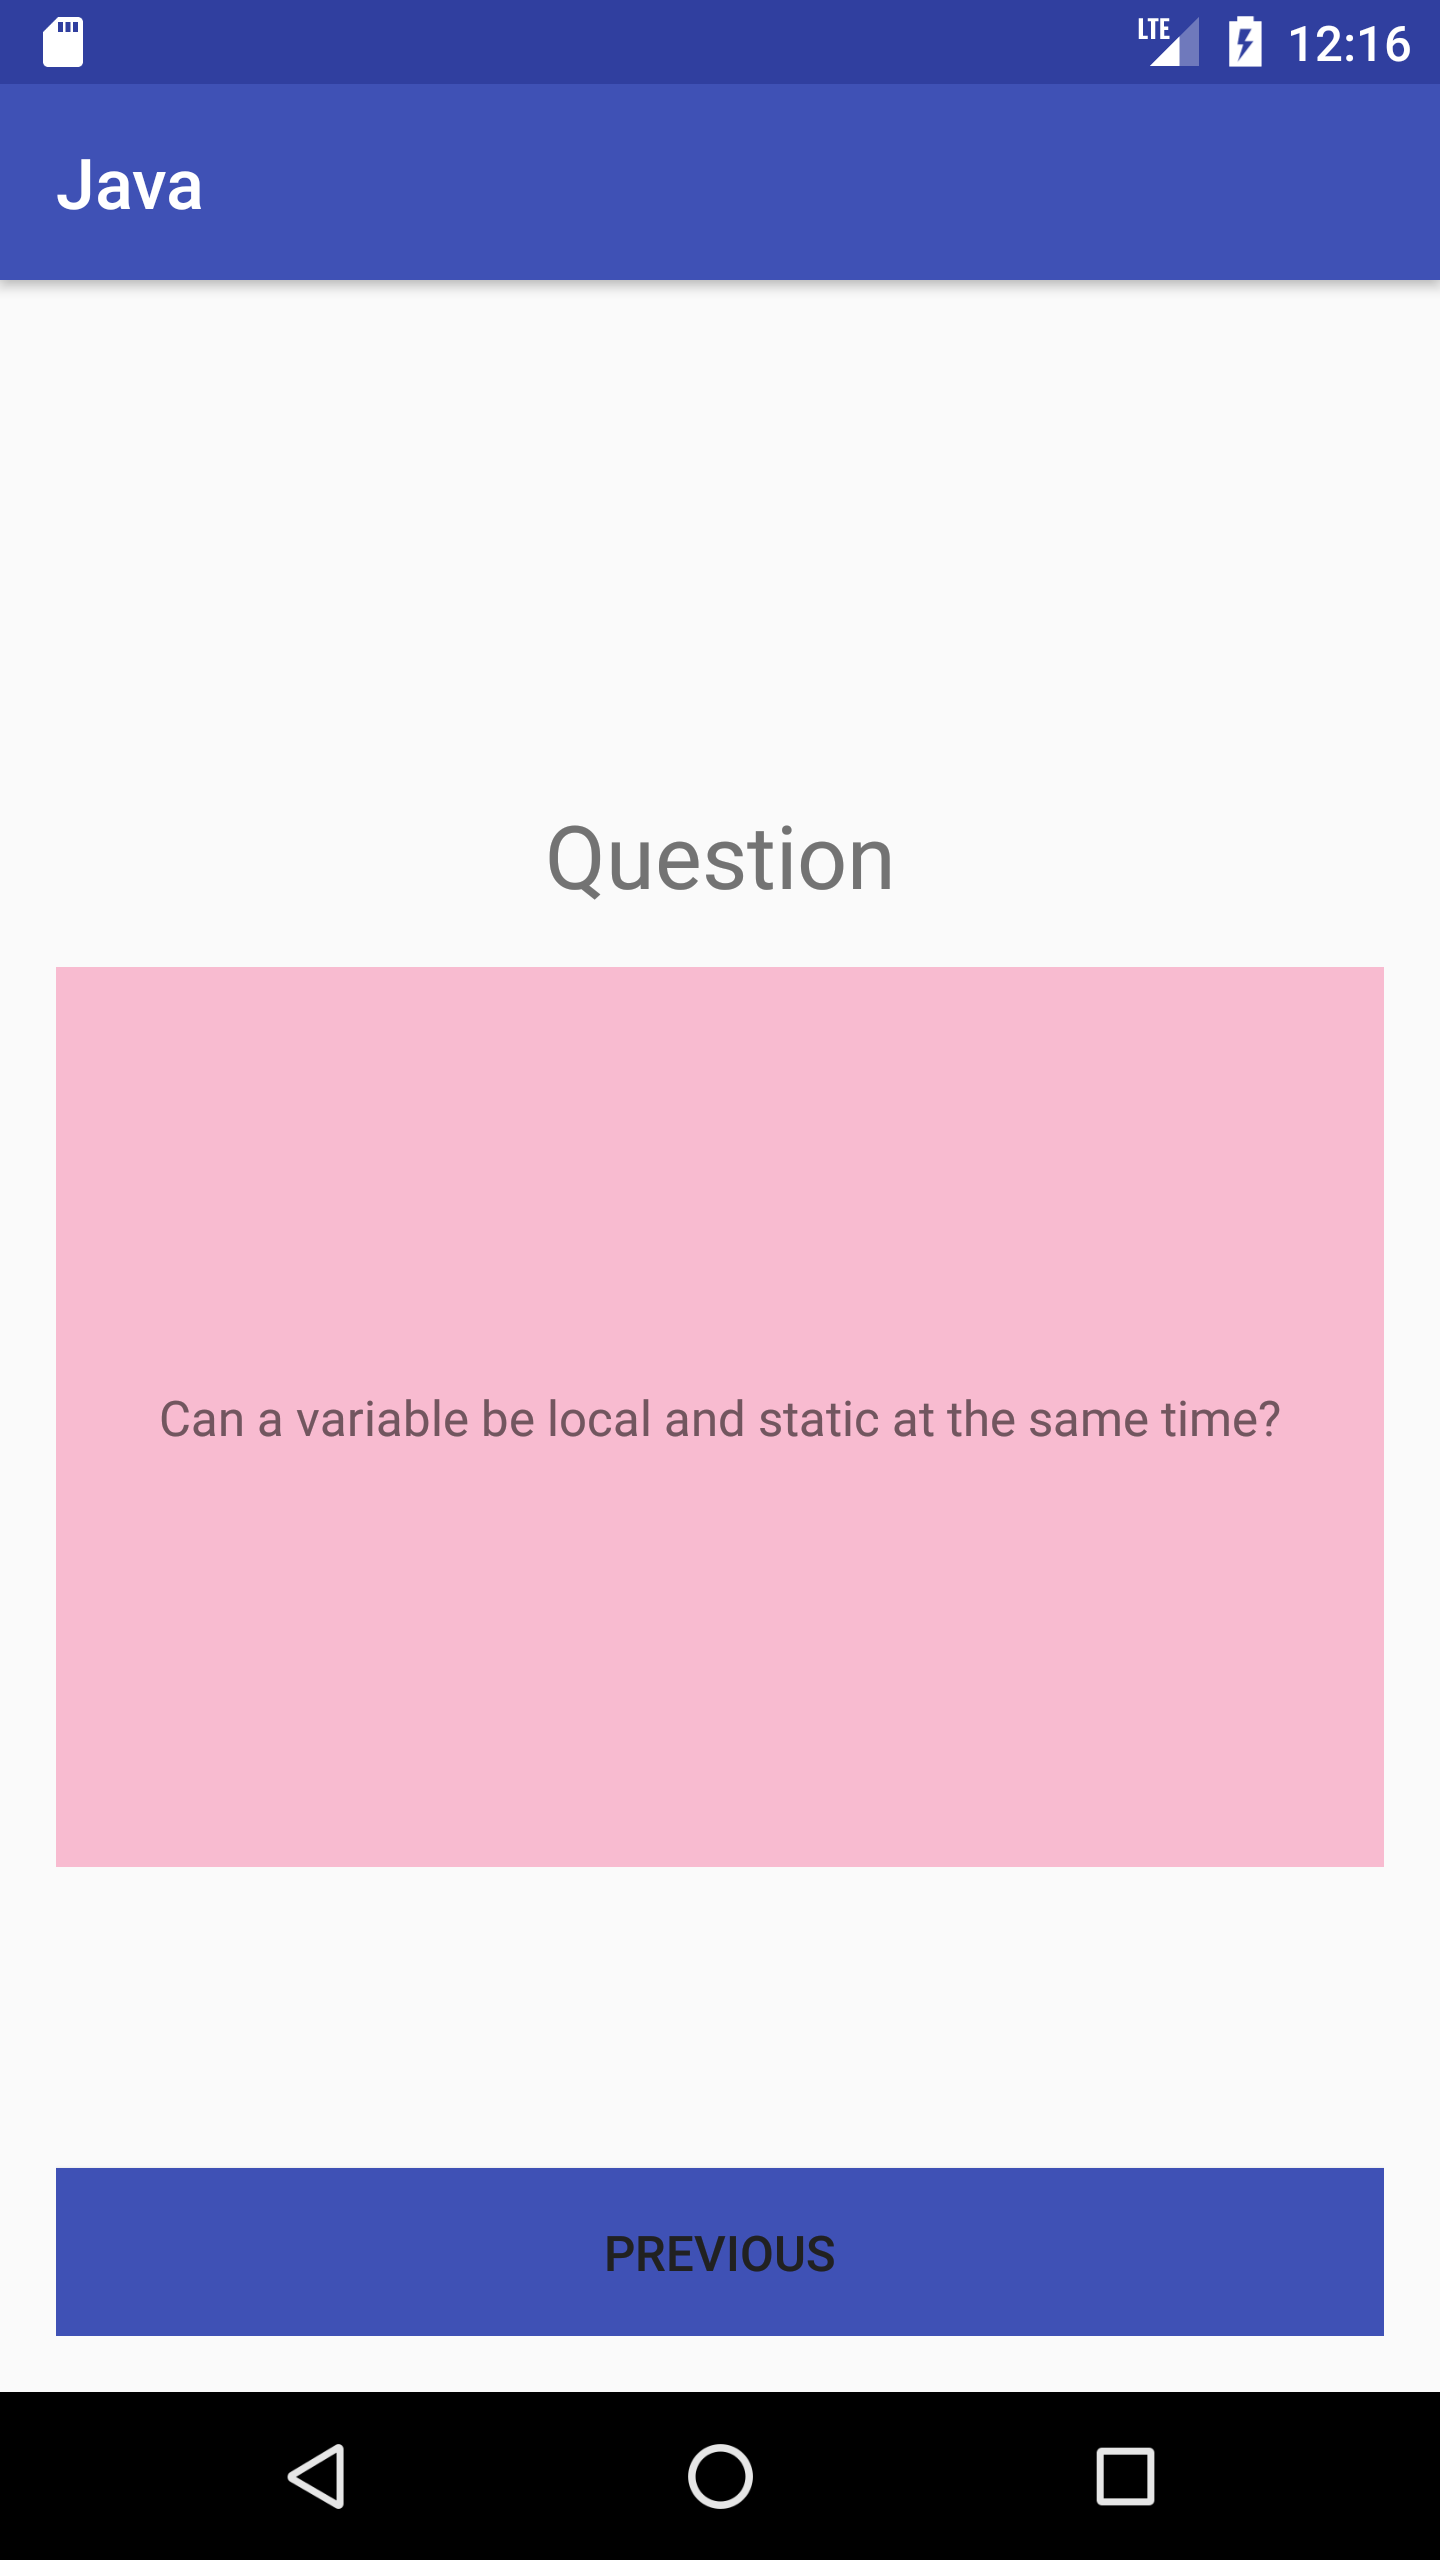 LTE 12:16
Java
Question
Can a variable be local and static at the same time?
PREVIOUS